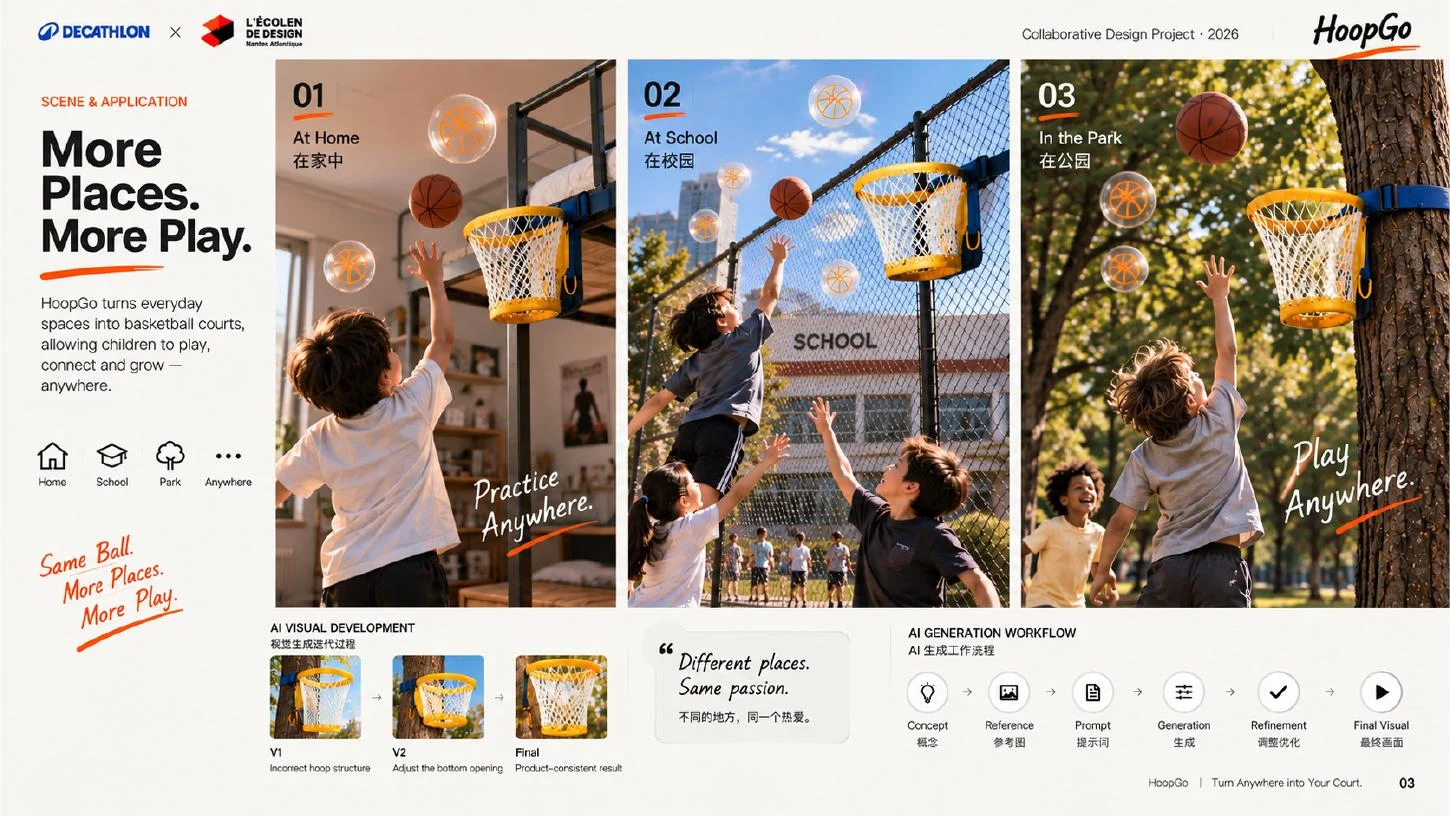 DECATHLON
×
L'ÉCOLEN
DE DESIGN
Nantes Atlantique
Collaborative Design Project · 2026
HoopGo
SCENE & APPLICATION
More
Places.
More Play.
HoopGo turns everyday
spaces into basketball courts,
allowing children to play,
connect and grow —
anywhere.
Home
School
Park
Anywhere
Same Ball.
More Places.
More Play.
01
At Home
在家中
Practice
Anywhere.
02
At School
在校园
SCHOOL
03
In the Park
在公园
Play
Anywhere.
AI VISUAL DEVELOPMENT
视觉生成迭代过程
V1
Incorrect hoop structure
→
V2
Adjust the bottom opening
→
Final
Product-consistent result
“
Different places.
Same passion.
不同的地方，同一个热爱。
AI GENERATION WORKFLOW
AI 生成工作流程
Concept
概念
→
Reference
参考图
→
Prompt
提示词
→
Generation
生成
→
Refinement
调整优化
→
Final Visual
最终画面
HoopGo | Turn Anywhere into Your Court.
03